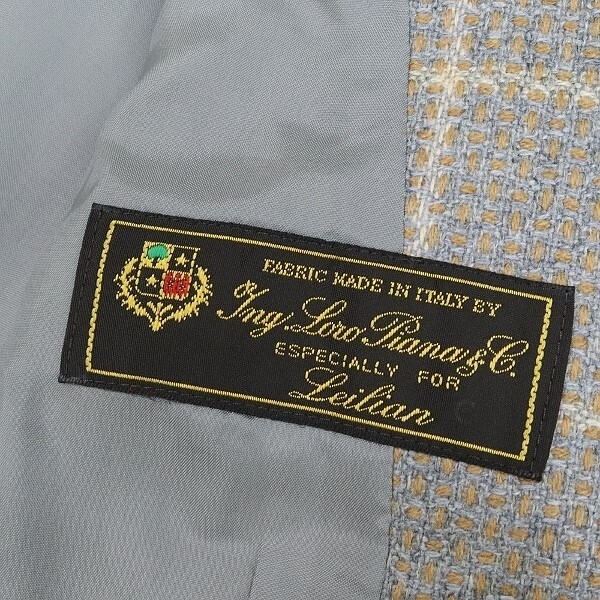 FABRIC MADE IN ITALY BY
Ing. Loro Piana & C.
ESPECIALLY FOR
Leilian